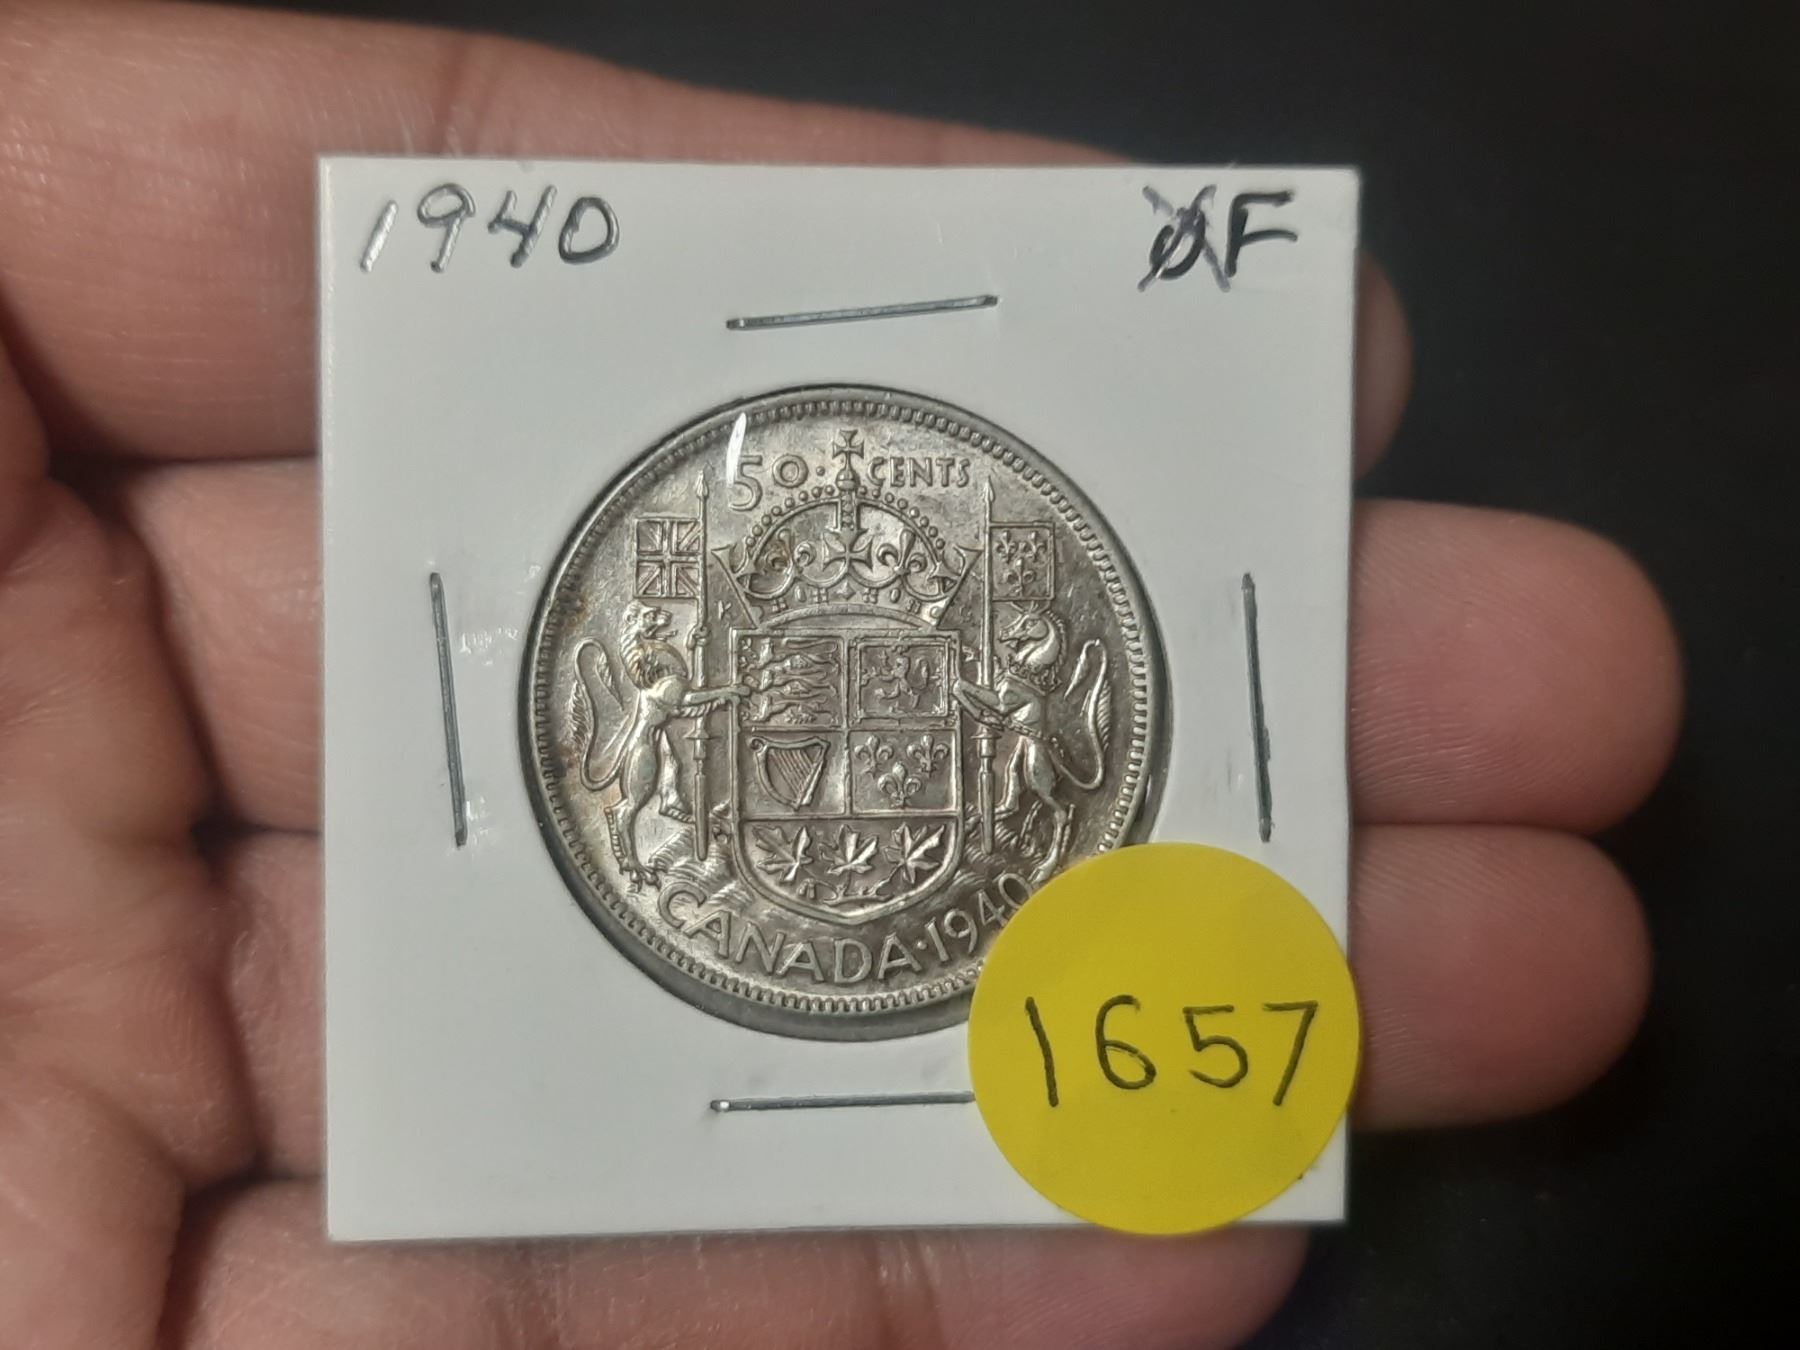 1940 XF
50 · CENTS
K G
CANADA · 1940
1657